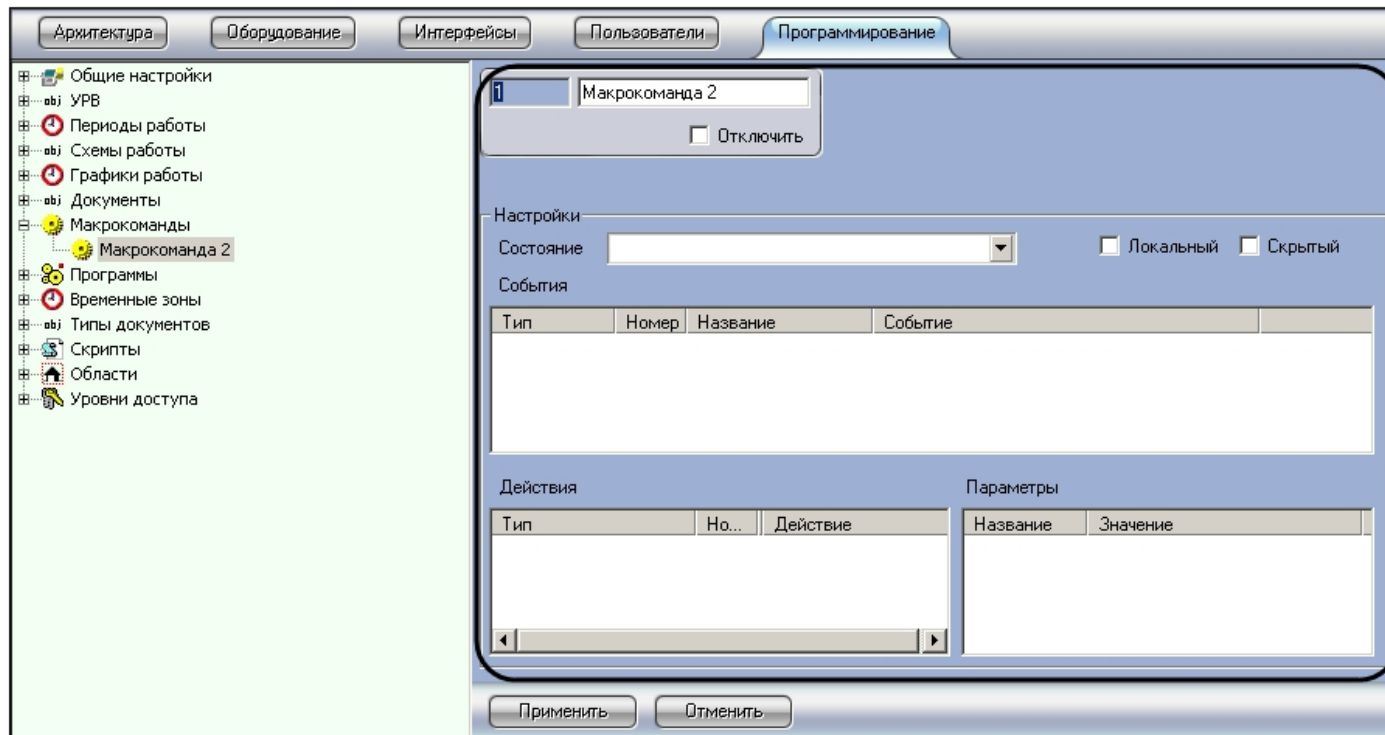 Архитектура Оборудование Интерфейсы Пользователи Программирование
Общие настройки
obj УРВ
Периоды работы
obj Схемы работы
Графики работы
obj Документы
Макрокоманды
Макрокоманда 2
Программы
Временные зоны
obj Типы документов
Скрипты
Области
Уровни доступа
1 Макрокоманда 2
Отключить
Настройки
Состояние Локальный Скрытый
События
Тип Номер Название Событие
Действия Параметры
Тип Но... Действие Название Значение
Применить Отменить